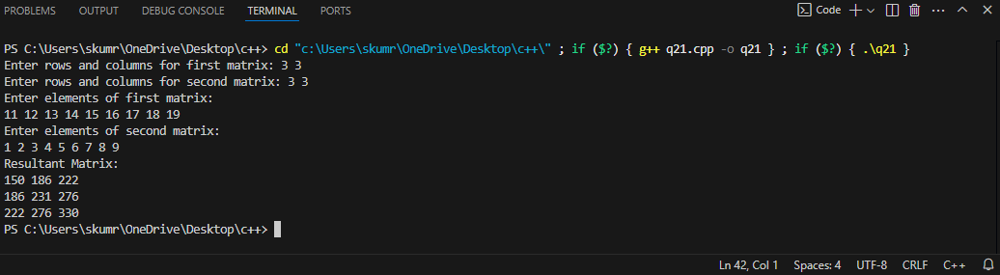 PROBLEMS OUTPUT DEBUG CONSOLE TERMINAL PORTS Code
PS C:\Users\skumr\OneDrive\Desktop\c++> cd "c:\Users\skumr\OneDrive\Desktop\c++\" ; if ($?) { g++ q21.cpp -o q21 } ; if ($?) { .\q21 }
Enter rows and columns for first matrix: 3 3
Enter rows and columns for second matrix: 3 3
Enter elements of first matrix:
11 12 13 14 15 16 17 18 19
Enter elements of second matrix:
1 2 3 4 5 6 7 8 9
Resultant Matrix:
150 186 222
186 231 276
222 276 330
PS C:\Users\skumr\OneDrive\Desktop\c++>
Ln 42, Col 1 Spaces: 4 UTF-8 CRLF C++